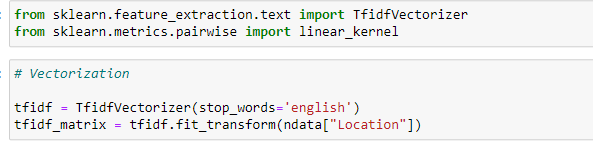 from sklearn.feature_extraction.text import TfidfVectorizer
from sklearn.metrics.pairwise import linear_kernel
# Vectorization
tfidf = TfidfVectorizer(stop_words='english')
tfidf_matrix = tfidf.fit_transform(ndata["Location"])